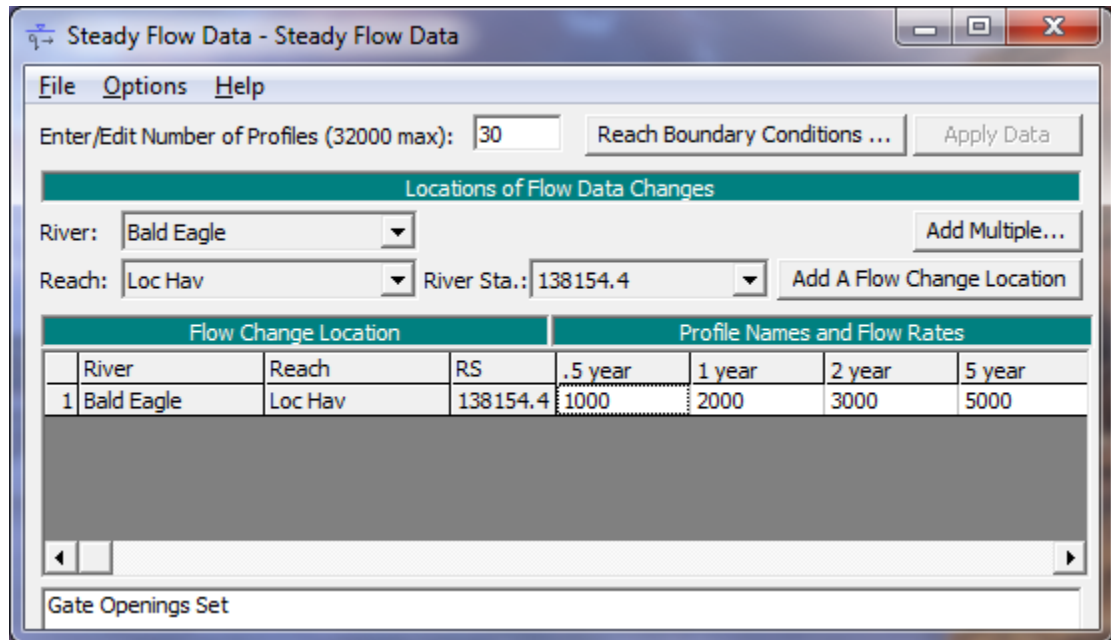 Steady Flow Data - Steady Flow Data
File Options Help
Enter/Edit Number of Profiles (32000 max): 30 Reach Boundary Conditions ... Apply Data
Locations of Flow Data Changes
River: Bald Eagle Add Multiple...
Reach: Loc Hav River Sta.: 138154.4 Add A Flow Change Location
Flow Change Location Profile Names and Flow Rates
River Reach RS .5 year 1 year 2 year 5 year
1 Bald Eagle Loc Hav 138154.4 1000 2000 3000 5000
Gate Openings Set